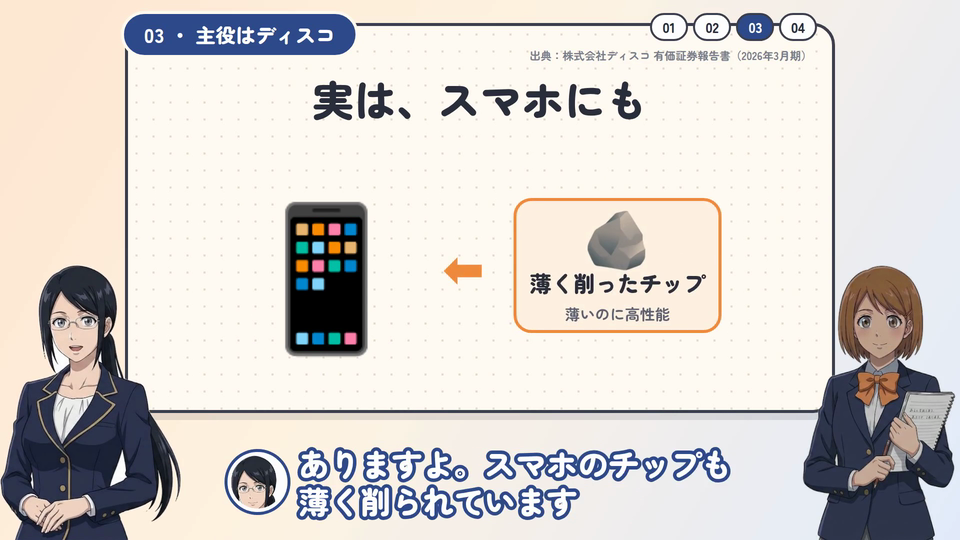 03 ・ 主役はディスコ
01 02 03 04
出典：株式会社ディスコ 有価証券報告書（2026年3月期）
実は、スマホにも
薄く削ったチップ
薄いのに高性能
ありますよ。スマホのチップも
薄く削られています